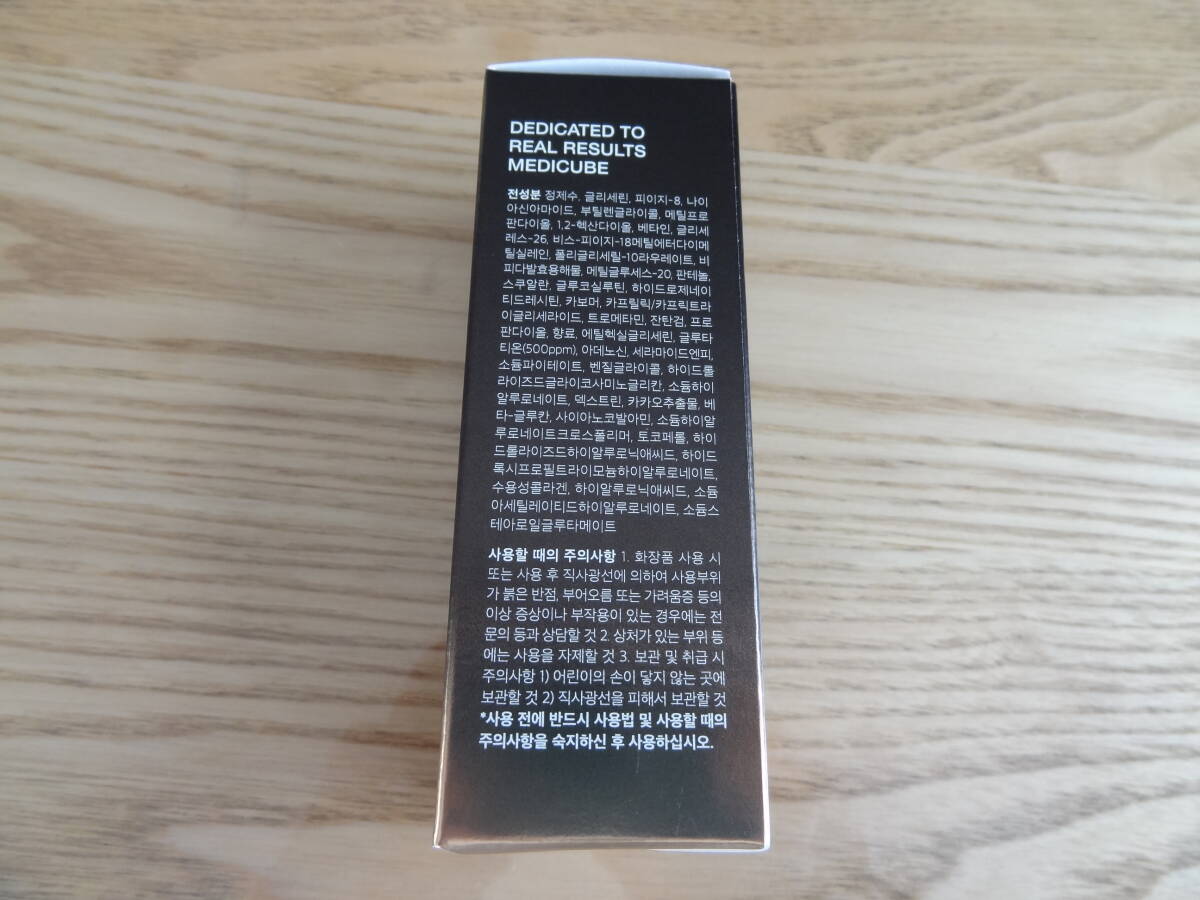 DEDICATED TO
REAL RESULTS
MEDICUBE
전성분 정제수, 글리세린, 피이지-8, 나이
아신아마이드, 부틸렌글라이콜, 메틸프로
판다이올, 1,2-헥산다이올, 베타인, 글리세
레스-26, 비스-피이지-18메틸에터다이메
틸실레인, 폴리글리세릴-10라우레이트, 비
피다발효용해물, 메틸글루세스-20, 판테놀,
스쿠알란, 글루코실루틴, 하이드로제네이
티드레시틴, 카보머, 카프릴릭/카프릭트라
이글리세라이드, 트로메타민, 잔탄검, 프로
판다이올, 향료, 에틸헥실글리세린, 글루타
티온(500ppm), 아데노신, 세라마이드엔피,
소듐파이테이트, 벤질글라이콜, 하이드롤
라이즈드글라이코사미노글리칸, 소듐하이
알루로네이트, 덱스트린, 카카오추출물, 베
타-글루칸, 사이아노코발아민, 소듐하이알
루로네이트크로스폴리머, 토코페롤, 하이
드롤라이즈드하이알루로닉애씨드, 하이드
록시프로필트라이모늄하이알루로네이트,
수용성콜라겐, 하이알루로닉애씨드, 소듐
아세틸레이티드하이알루로네이트, 소듐스
테아로일글루타메이트
사용할 때의 주의사항 1. 화장품 사용 시
또는 사용 후 직사광선에 의하여 사용부위
가 붉은 반점, 부어오름 또는 가려움증 등의
이상 증상이나 부작용이 있는 경우에는 전
문의 등과 상담할 것 2. 상처가 있는 부위 등
에는 사용을 자제할 것 3. 보관 및 취급 시
주의사항 1) 어린이의 손이 닿지 않는 곳에
보관할 것 2) 직사광선을 피해서 보관할 것
*사용 전에 반드시 사용법 및 사용할 때의
주의사항을 숙지하신 후 사용하십시오.